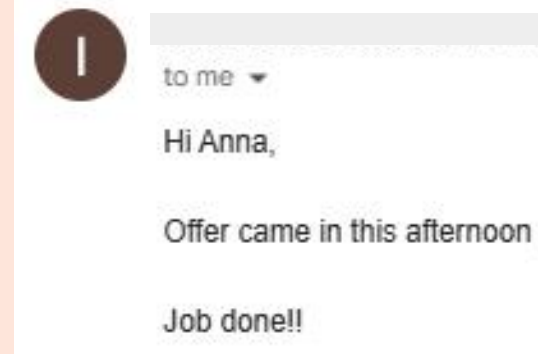 I
to me
Hi Anna,
Offer came in this afternoon
Job done!!